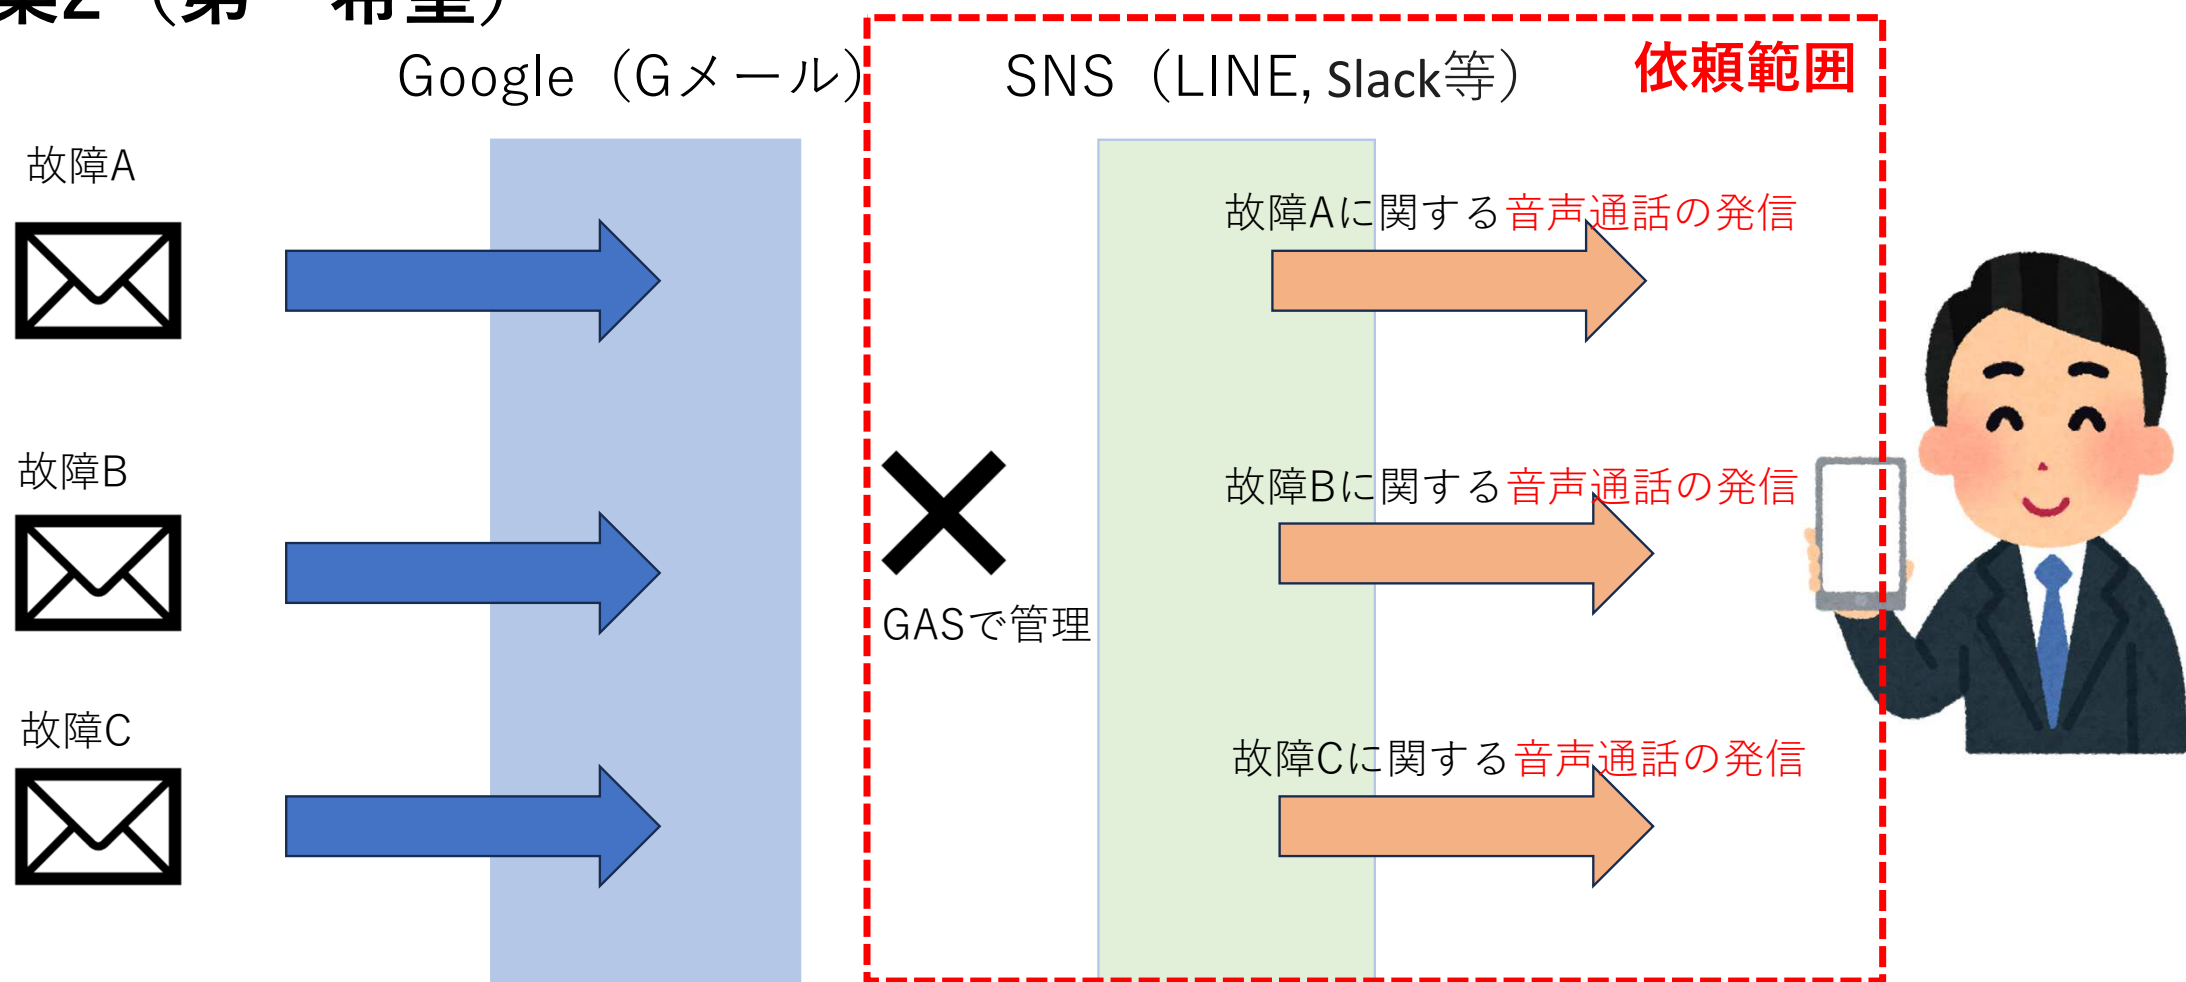 Google（Gメール）
SNS（LINE, Slack等）
依頼範囲
故障A
故障Aに関する音声通話の発信
故障B
故障Bに関する音声通話の発信
GASで管理
故障C
故障Cに関する音声通話の発信